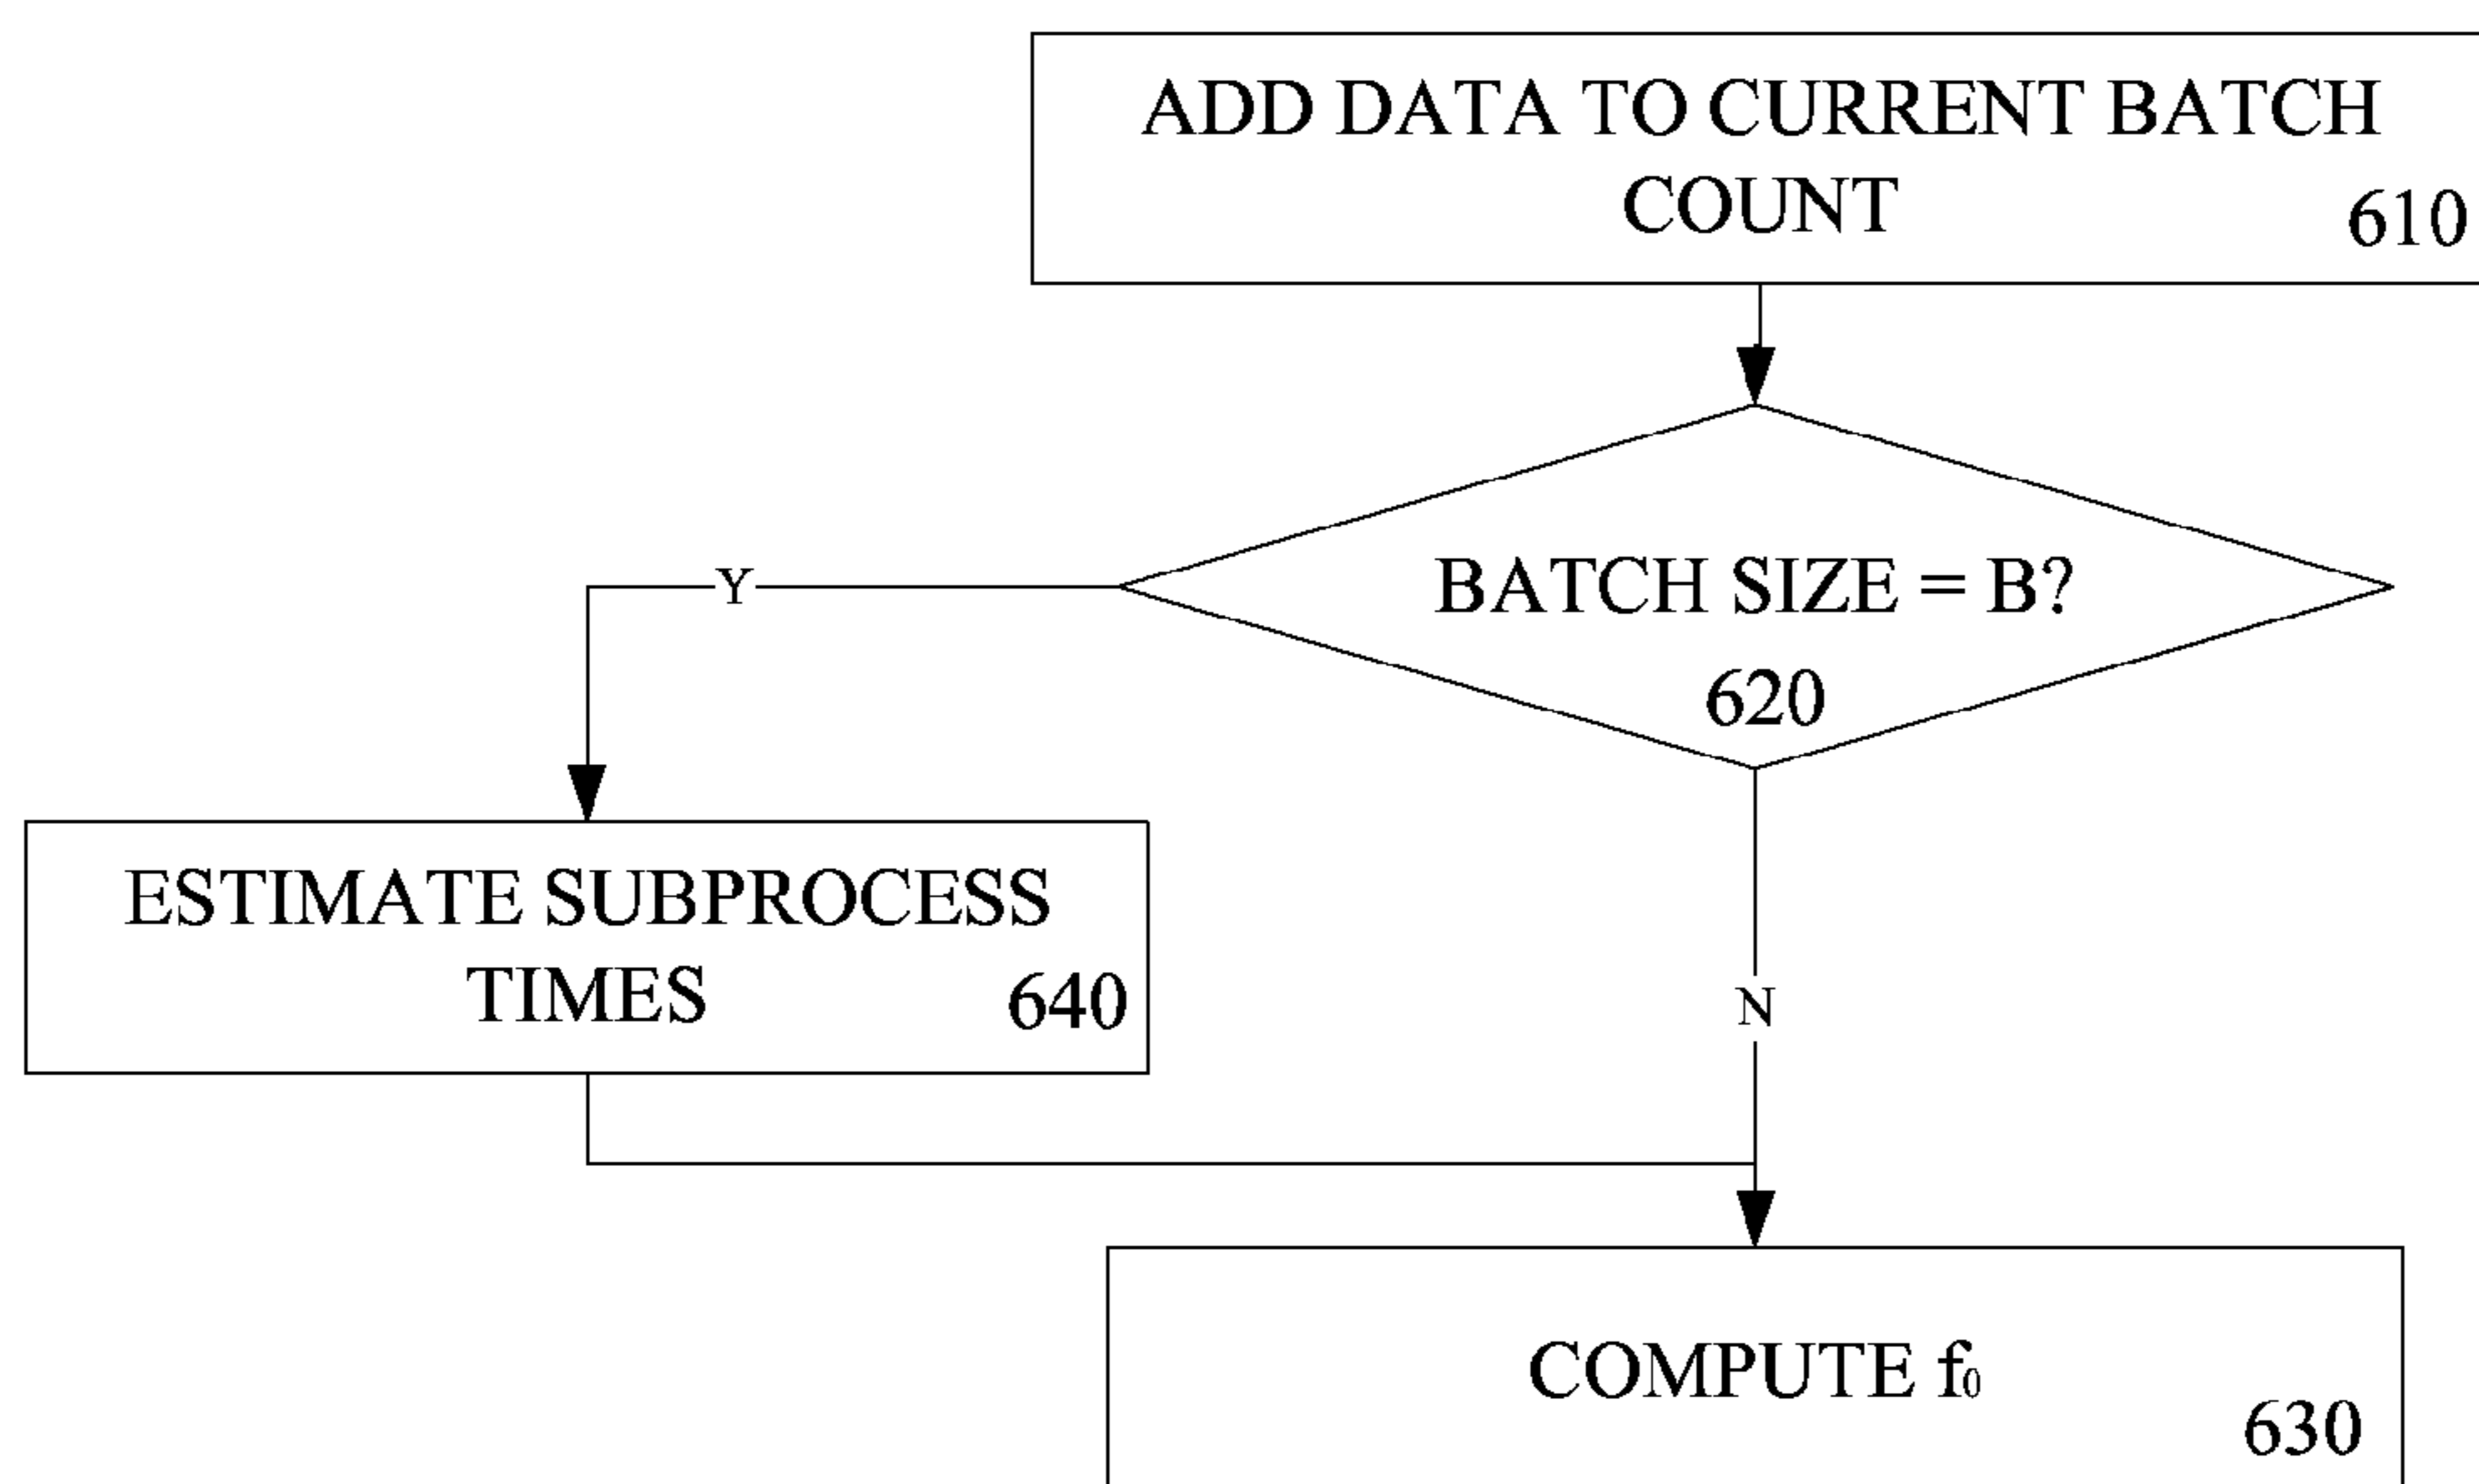 ADD DATA TO CURRENT BATCH
COUNT
610
BATCH SIZE = B?
620
Y
ESTIMATE SUBPROCESS
TIMES
640
N
COMPUTE f₀
630